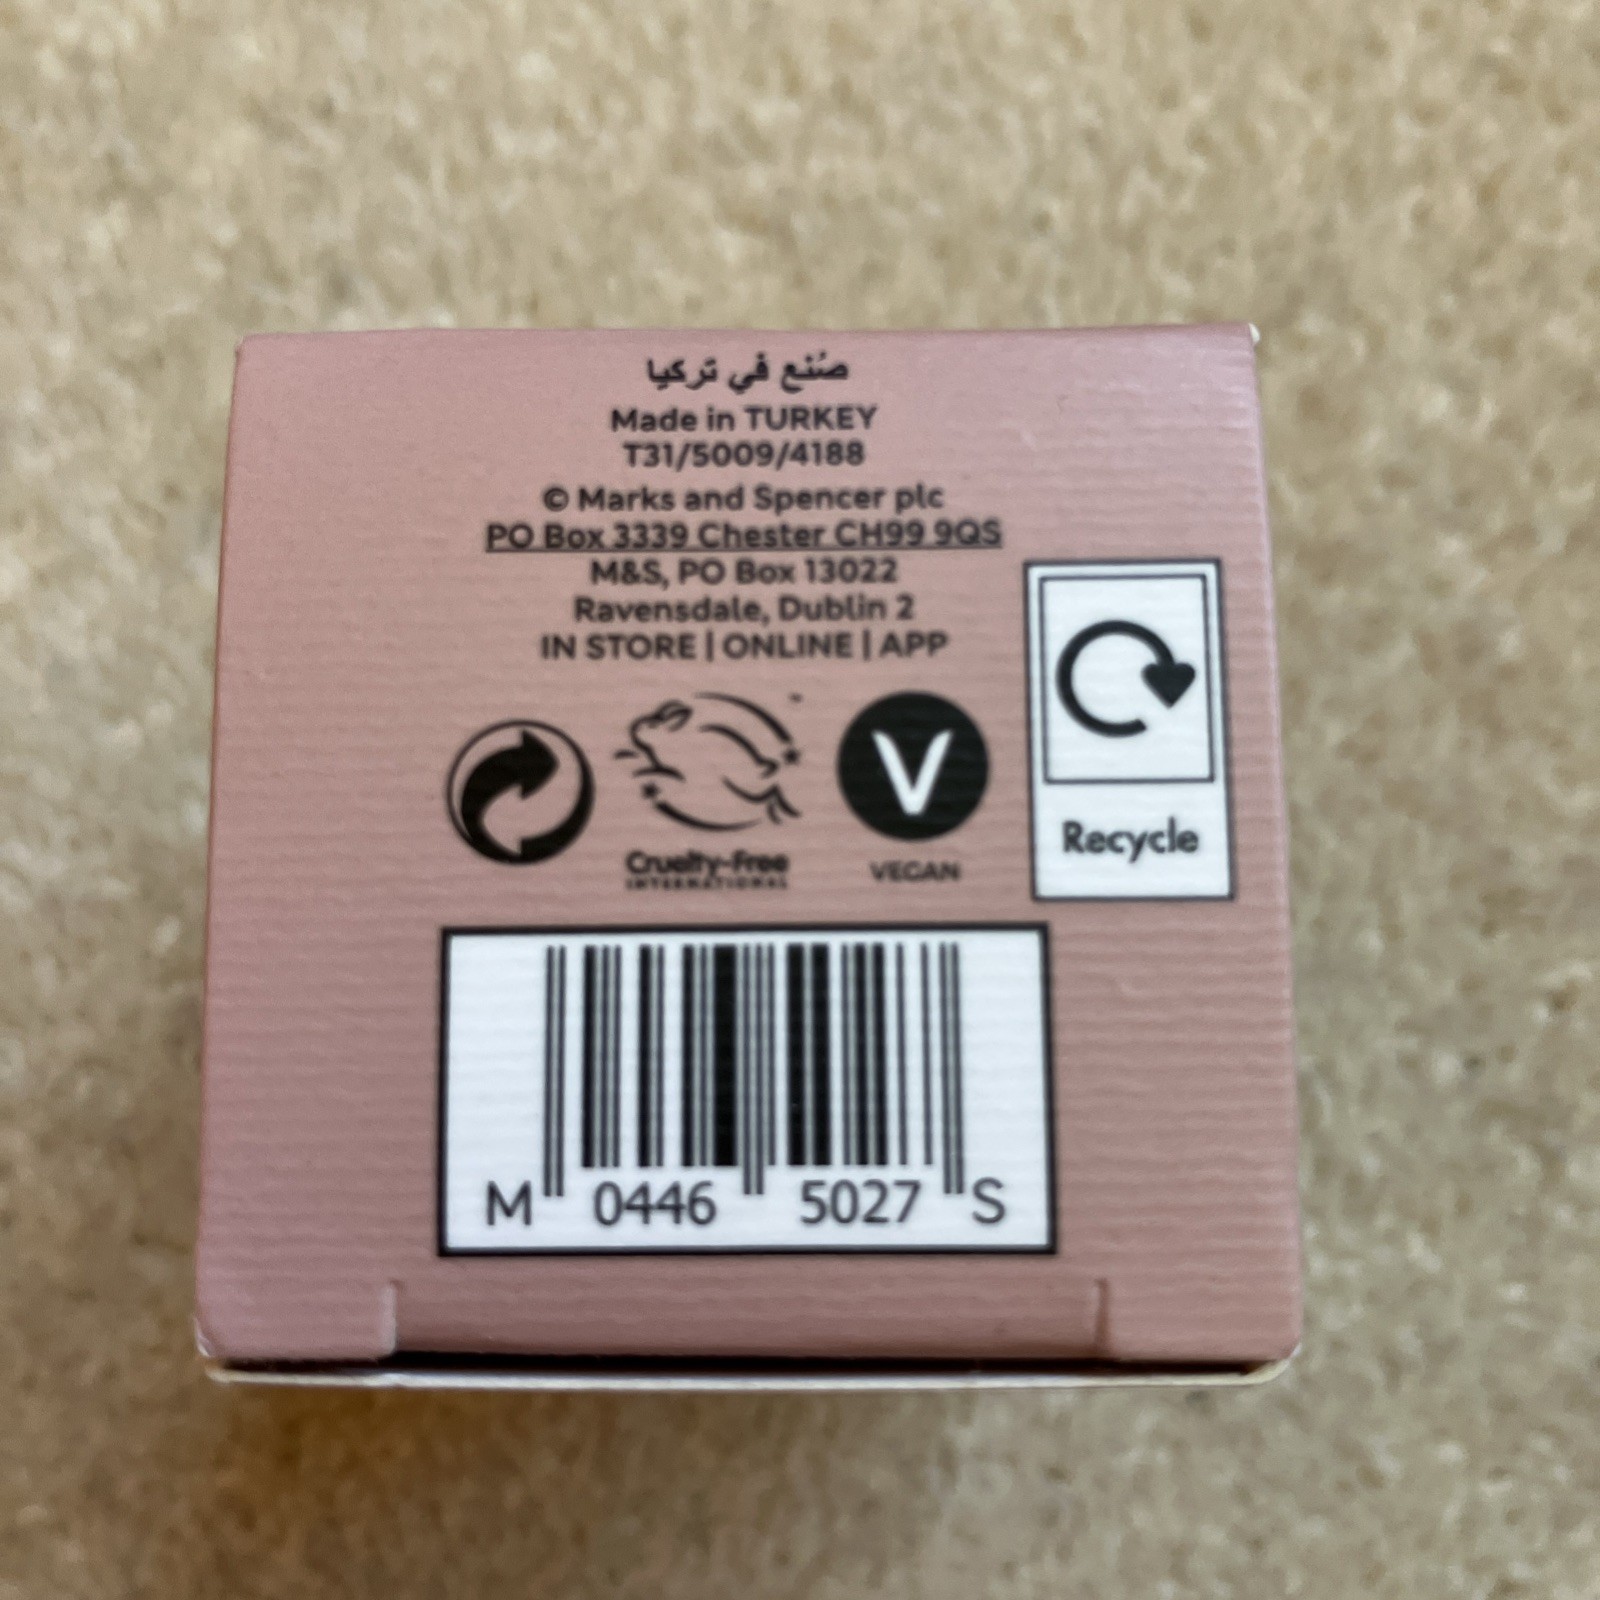 صُنع في تركيا
Made in TURKEY
T31/5009/4188
© Marks and Spencer plc
PO Box 3339 Chester CH99 9QS
M&S, PO Box 13022
Ravensdale, Dublin 2
IN STORE | ONLINE | APP
V
Cruelty-Free
INTERNATIONAL
VEGAN
Recycle
M 0446 5027 S